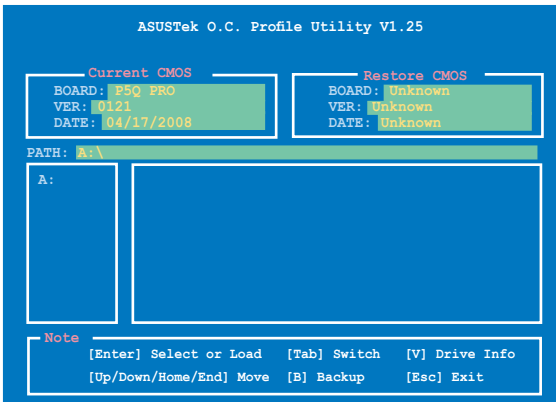 ASUSTek O.C. Profile Utility V1.25
Current CMOS
BOARD: P5Q PRO
VER: 0121
DATE: 04/17/2008
Restore CMOS
BOARD: Unknown
VER: Unknown
DATE: Unknown
PATH: A:\
A:
Note
[Enter] Select or Load [Tab] Switch [V] Drive Info
[Up/Down/Home/End] Move [B] Backup [Esc] Exit